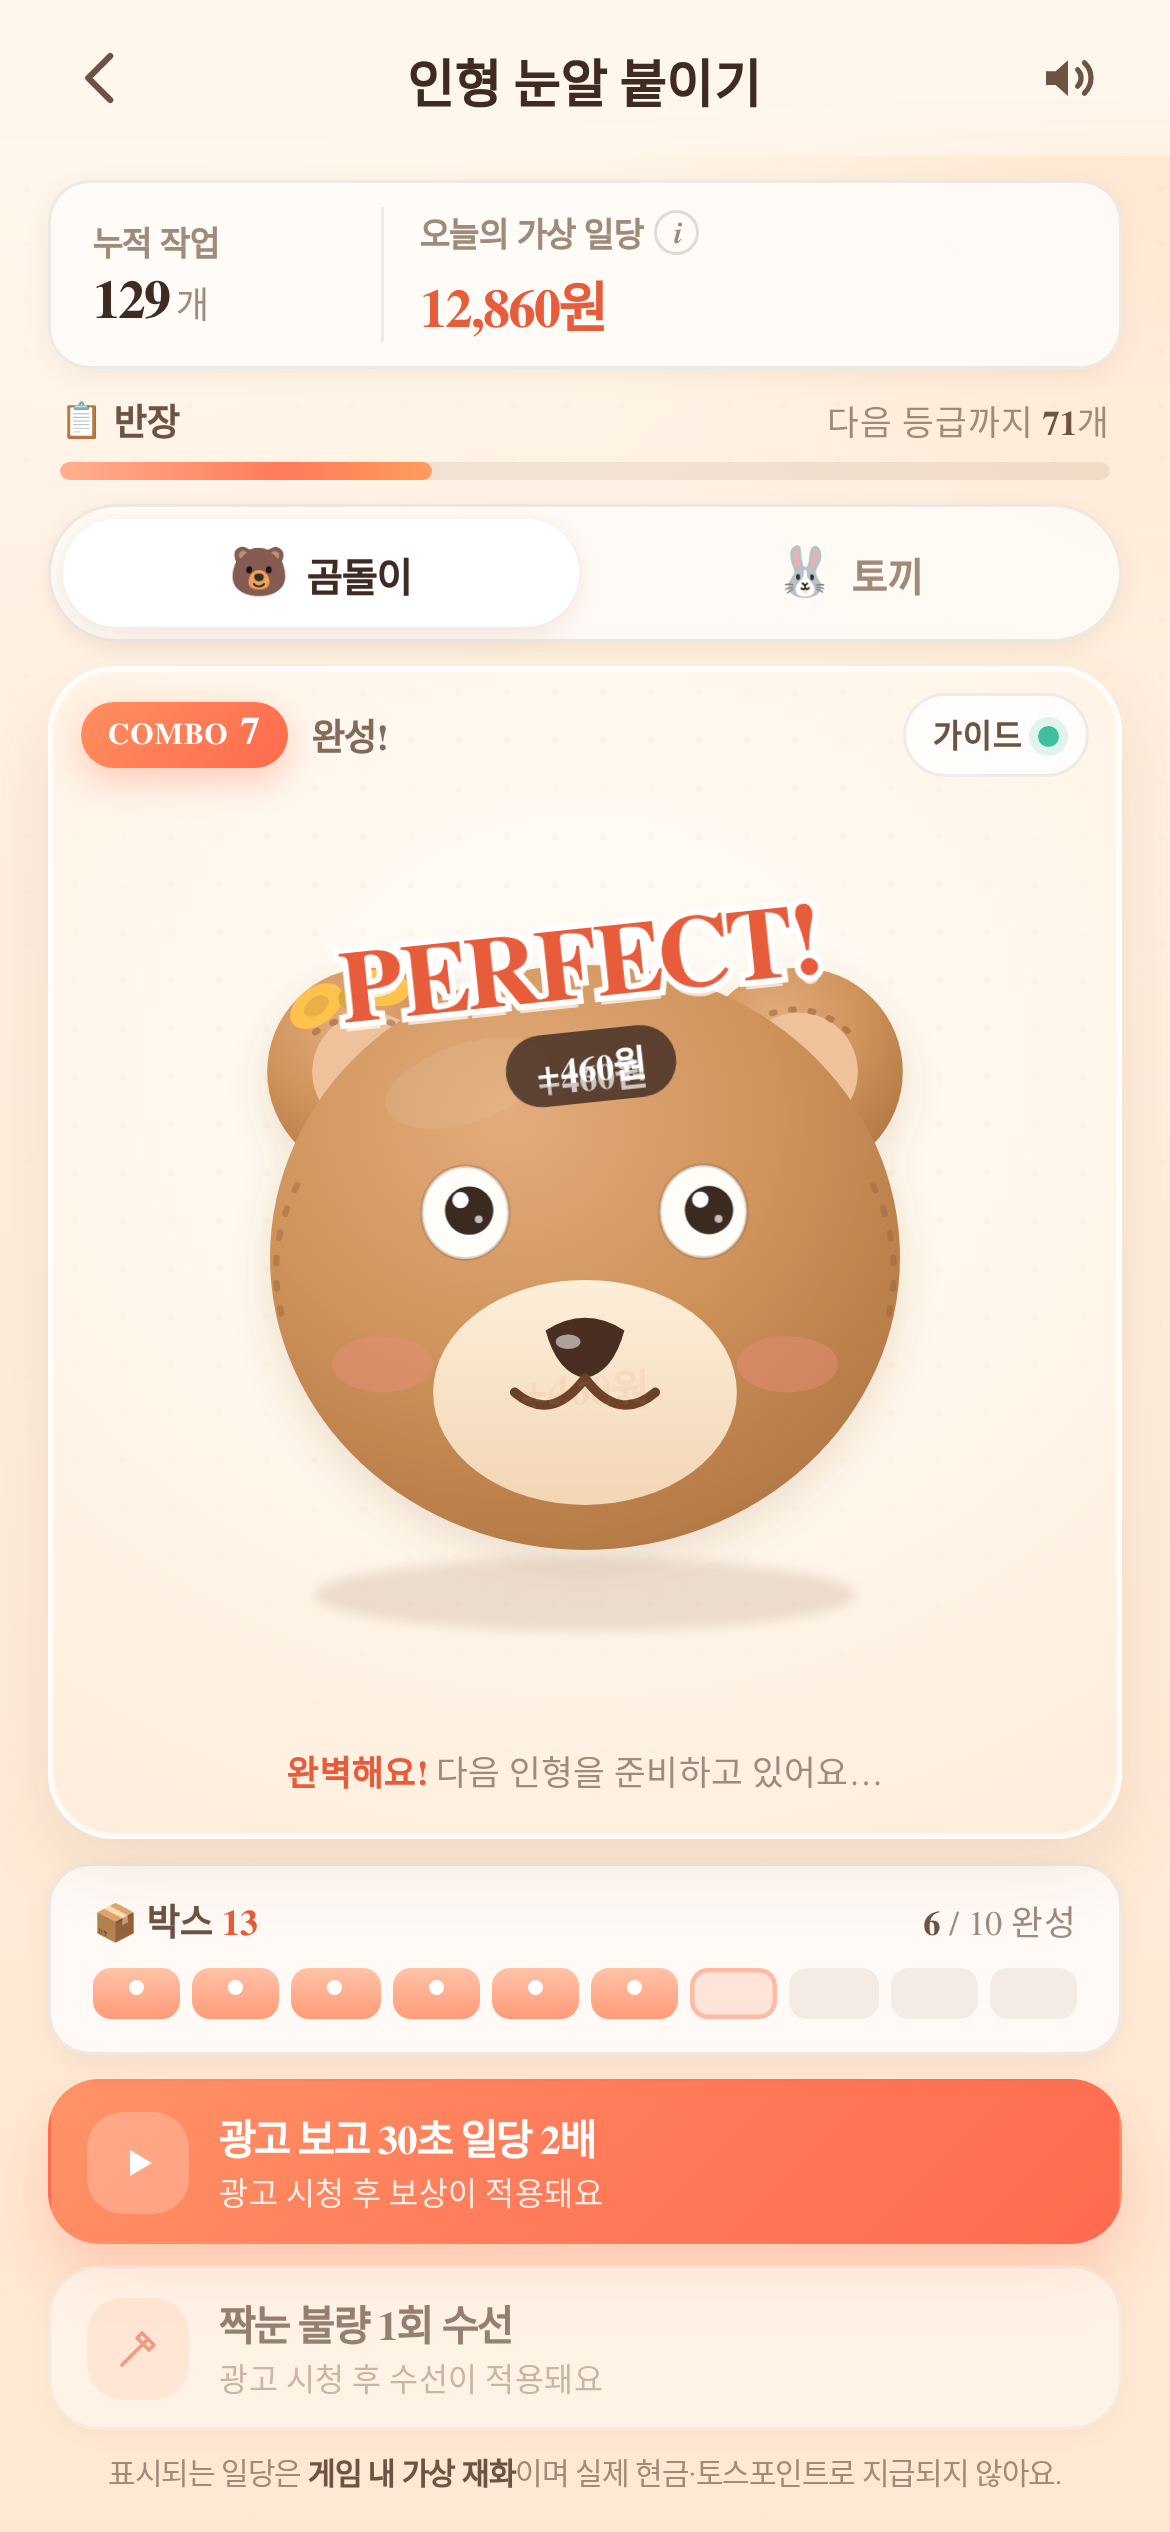 인형 눈알 붙이기
누적 작업
129개
오늘의 가상 일당 i
12,860원
반장
다음 등급까지 71개
곰돌이
토끼
COMBO 7
완성!
가이드
PERFECT!
+460원
+460원
완벽해요! 다음 인형을 준비하고 있어요...
박스 13
6 / 10 완성
광고 보고 30초 일당 2배
광고 시청 후 보상이 적용돼요
짝눈 불량 1회 수선
광고 시청 후 수선이 적용돼요
표시되는 일당은 게임 내 가상 재화이며 실제 현금·토스포인트로 지급되지 않아요.